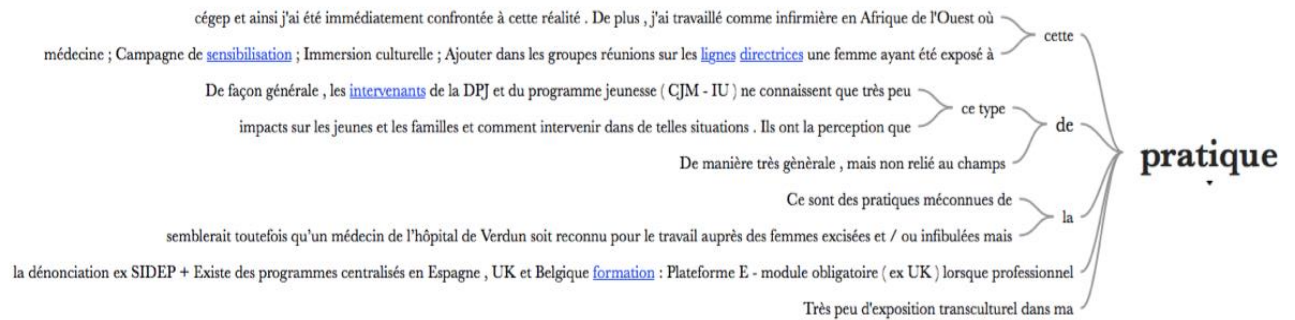 cégep et ainsi j'ai été immédiatement confrontée à cette réalité . De plus , j'ai travaillé comme infirmière en Afrique de l'Ouest où
cette
médecine ; Campagne de sensibilisation ; Immersion culturelle ; Ajouter dans les groupes réunions sur les lignes directrices une femme ayant été exposé à
De façon générale , les intervenants de la DPJ et du programme jeunesse ( CJM - IU ) ne connaissent que très peu
ce type
impacts sur les jeunes et les familles et comment intervenir dans de telles situations . Ils ont la perception que
de
De manière très gènèrale , mais non relié au champs
pratique
Ce sont des pratiques méconnues de
la
semblerait toutefois qu'un médecin de l'hôpital de Verdun soit reconnu pour le travail auprès des femmes excisées et / ou infibulées mais
la dénonciation ex SIDEP + Existe des programmes centralisés en Espagne , UK et Belgique formation : Plateforme E - module obligatoire ( ex UK ) lorsque professionnel
Très peu d'exposition transculturel dans ma